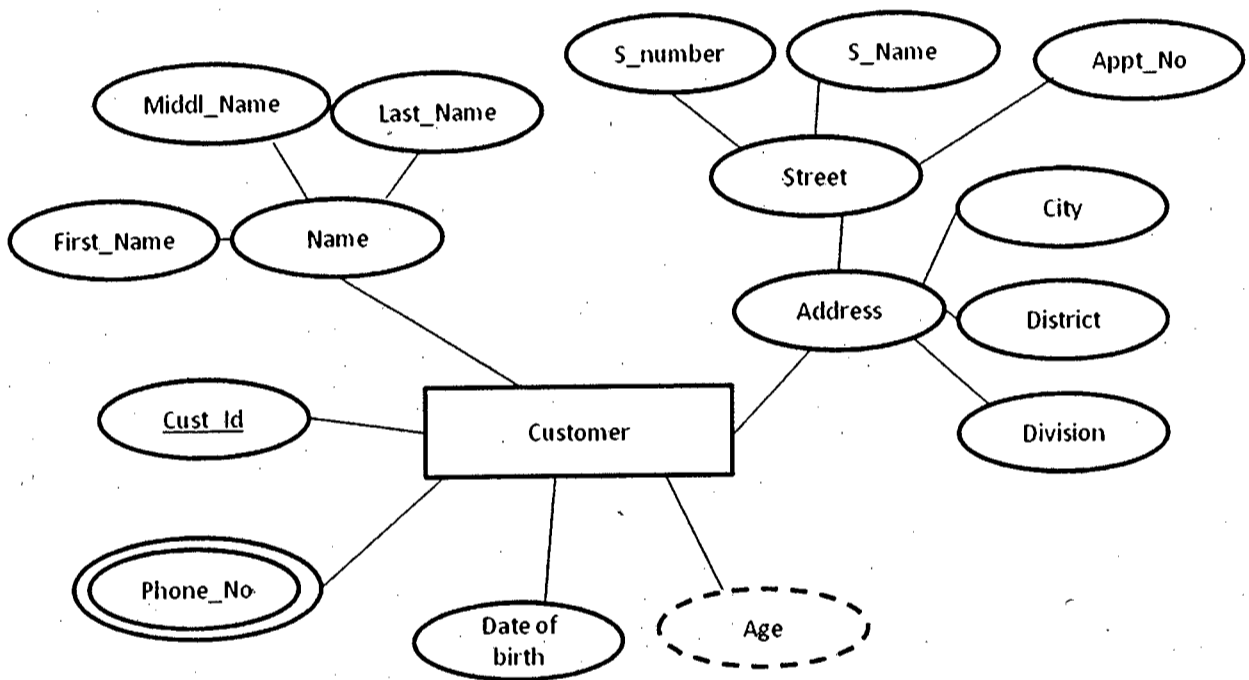 S_number
S_Name
Appt_No
Middl_Name
Last_Name
Street
City
First_Name
Name
Address
District
Cust_Id
Customer
Division
Phone_No
Date of
birth
Age